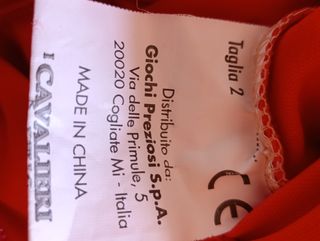 Taglia 2
CE
Distribuito da:
Giochi Preziosi S.p.A.
Via delle Primule, 5
20020 Cogliate Mi - Italia
MADE IN CHINA
I CAVALIERI